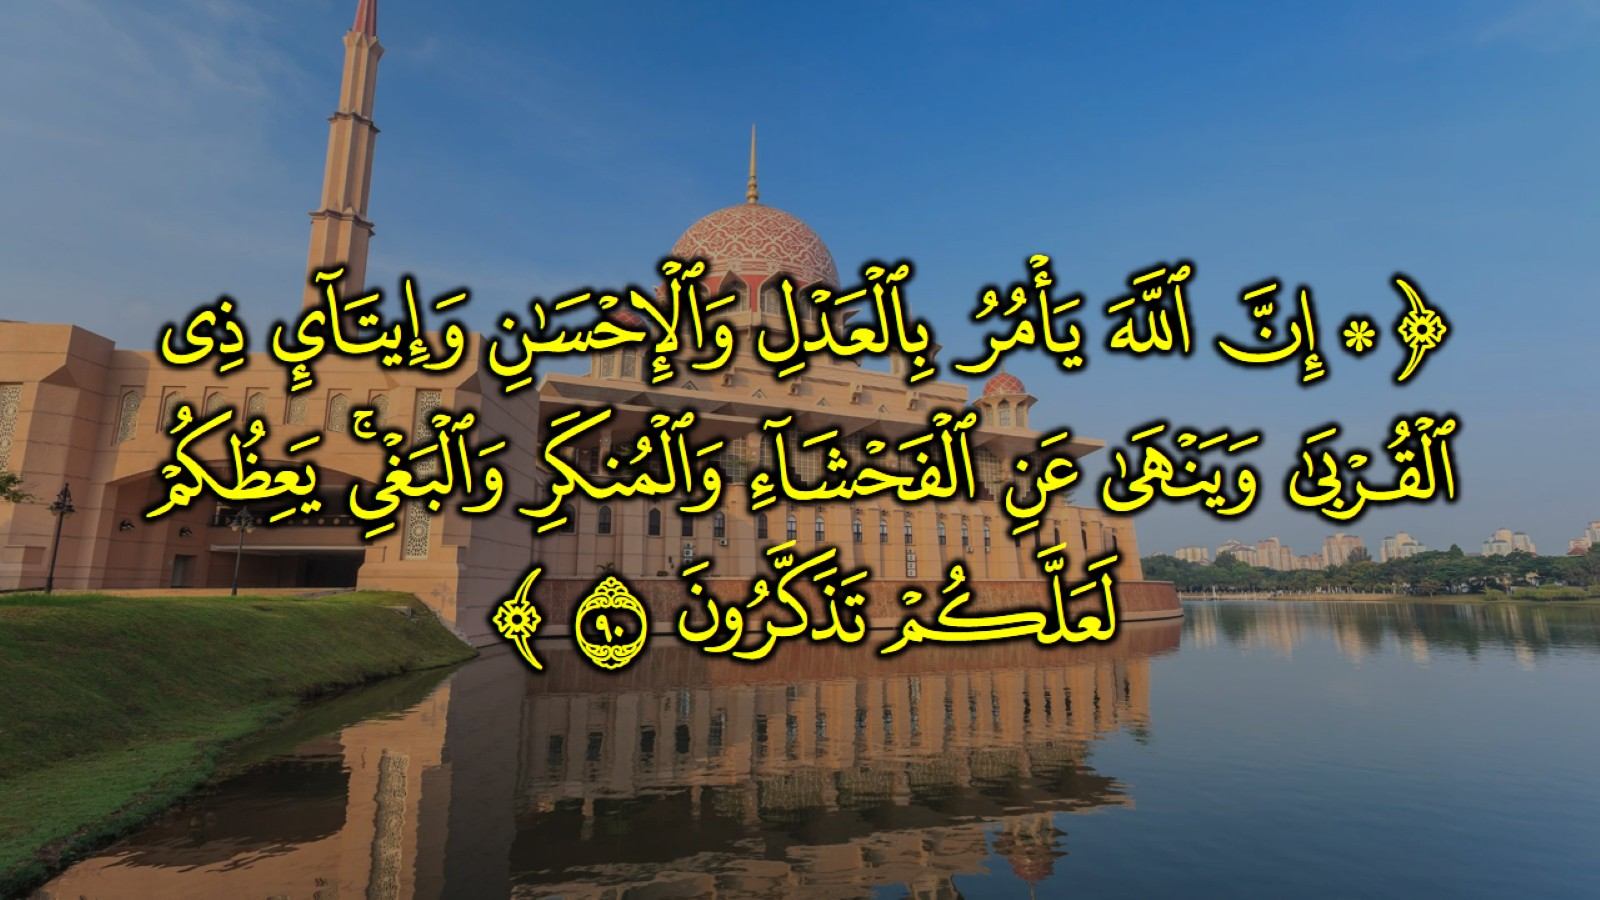 ﴿ ۞ إِنَّ ٱللَّهَ يَأۡمُرُ بِٱلۡعَدۡلِ وَٱلۡإِحۡسَٰنِ وَإِيتَآيِٕ ذِي
ٱلۡقُرۡبَىٰ وَيَنۡهَىٰ عَنِ ٱلۡفَحۡشَآءِ وَٱلۡمُنكَرِ وَٱلۡبَغۡيِۚ يَعِظُكُمۡ
لَعَلَّكُمۡ تَذَكَّرُونَ ٩٠ ﴾